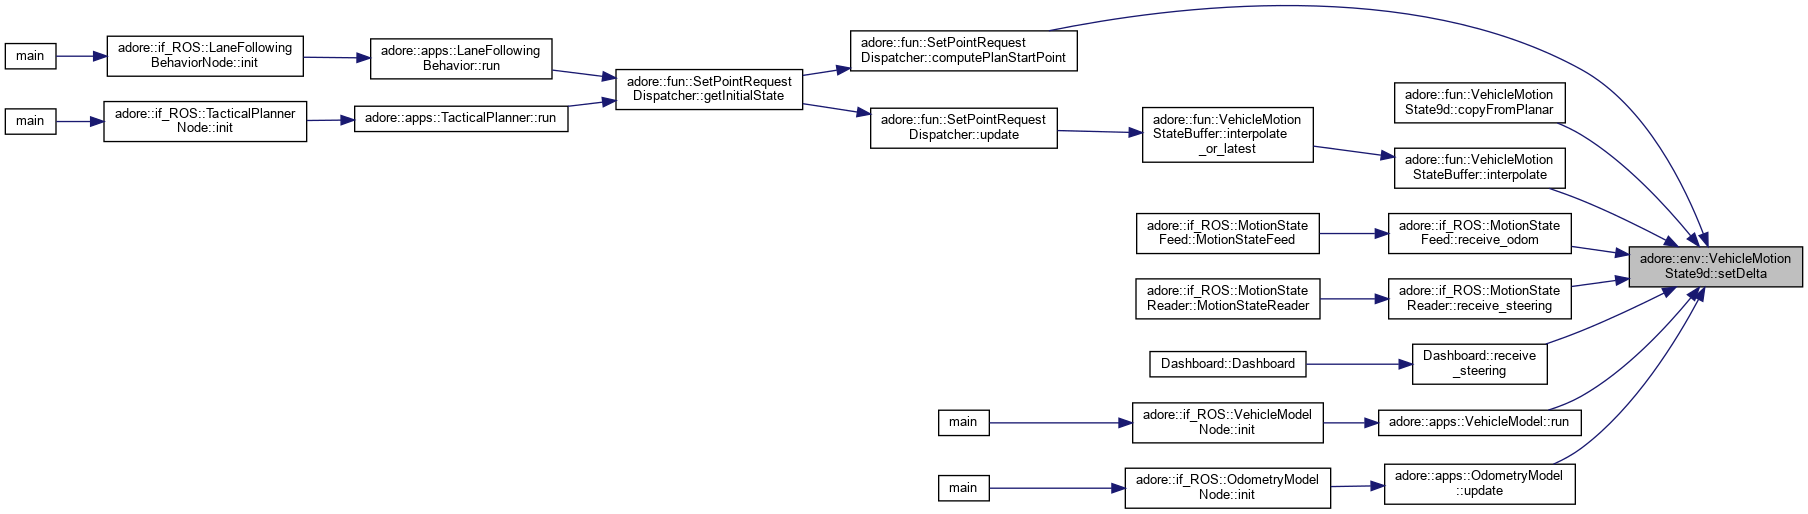 main
adore::if_ROS::LaneFollowing
BehaviorNode::init
adore::apps::LaneFollowing
Behavior::run
main
adore::if_ROS::TacticalPlanner
Node::init
adore::apps::TacticalPlanner::run
adore::fun::SetPointRequest
Dispatcher::getInitialState
adore::fun::SetPointRequest
Dispatcher::computePlanStartPoint
adore::fun::SetPointRequest
Dispatcher::update
adore::fun::VehicleMotion
StateBuffer::interpolate
_or_latest
adore::fun::VehicleMotion
State9d::copyFromPlanar
adore::fun::VehicleMotion
StateBuffer::interpolate
adore::if_ROS::MotionState
Feed::MotionStateFeed
adore::if_ROS::MotionState
Feed::receive_odom
adore::env::VehicleMotion
State9d::setDelta
adore::if_ROS::MotionState
Reader::MotionStateReader
adore::if_ROS::MotionState
Reader::receive_steering
Dashboard::Dashboard
Dashboard::receive
_steering
main
adore::if_ROS::VehicleModel
Node::init
adore::apps::VehicleModel::run
main
adore::if_ROS::OdometryModel
Node::init
adore::apps::OdometryModel
::update